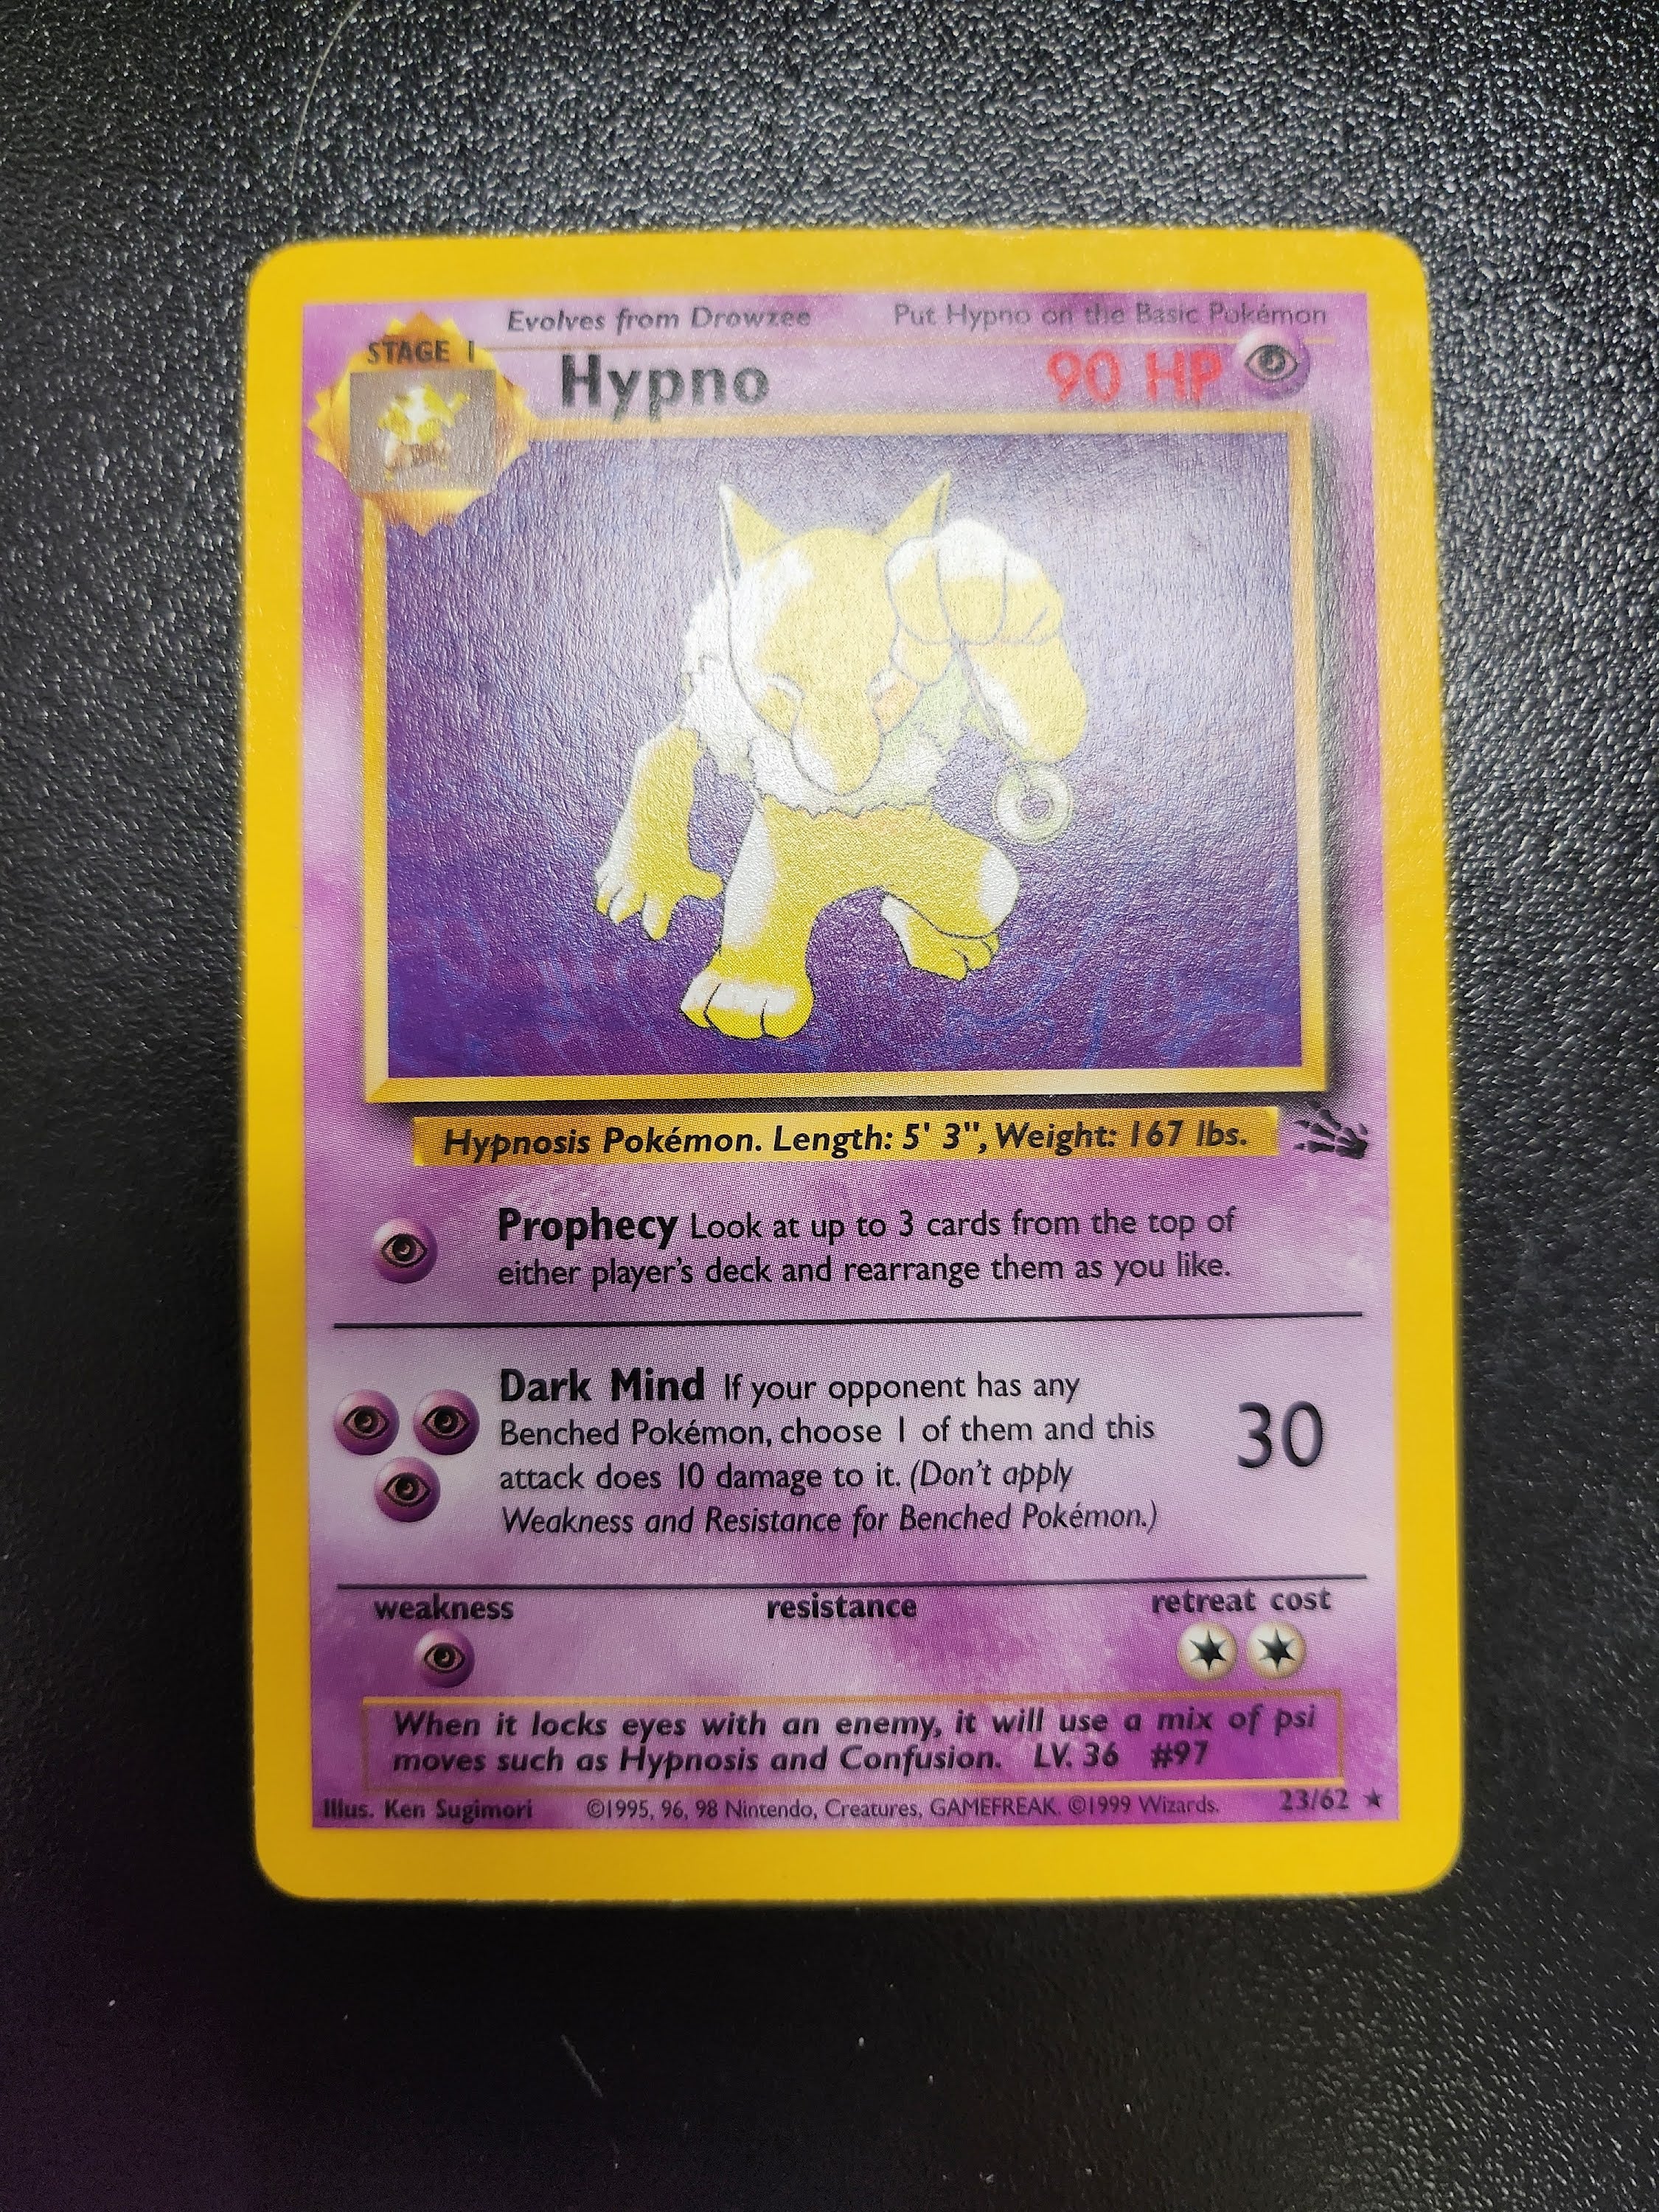 Evolves from Drowzee Put Hypno on the Basic Pokémon
STAGE 1
Hypno 90 HP
Hypnosis Pokémon. Length: 5' 3", Weight: 167 lbs.
Prophecy Look at up to 3 cards from the top of
either player's deck and rearrange them as you like.
Dark Mind If your opponent has any
Benched Pokémon, choose 1 of them and this
attack does 10 damage to it. (Don't apply
Weakness and Resistance for Benched Pokémon.)
30
weakness resistance retreat cost
When it locks eyes with an enemy, it will use a mix of psi
moves such as Hypnosis and Confusion. LV. 36 #97
Illus. Ken Sugimori ©1995, 96, 98 Nintendo, Creatures, GAMEFREAK. ©1999 Wizards. 23/62 ★